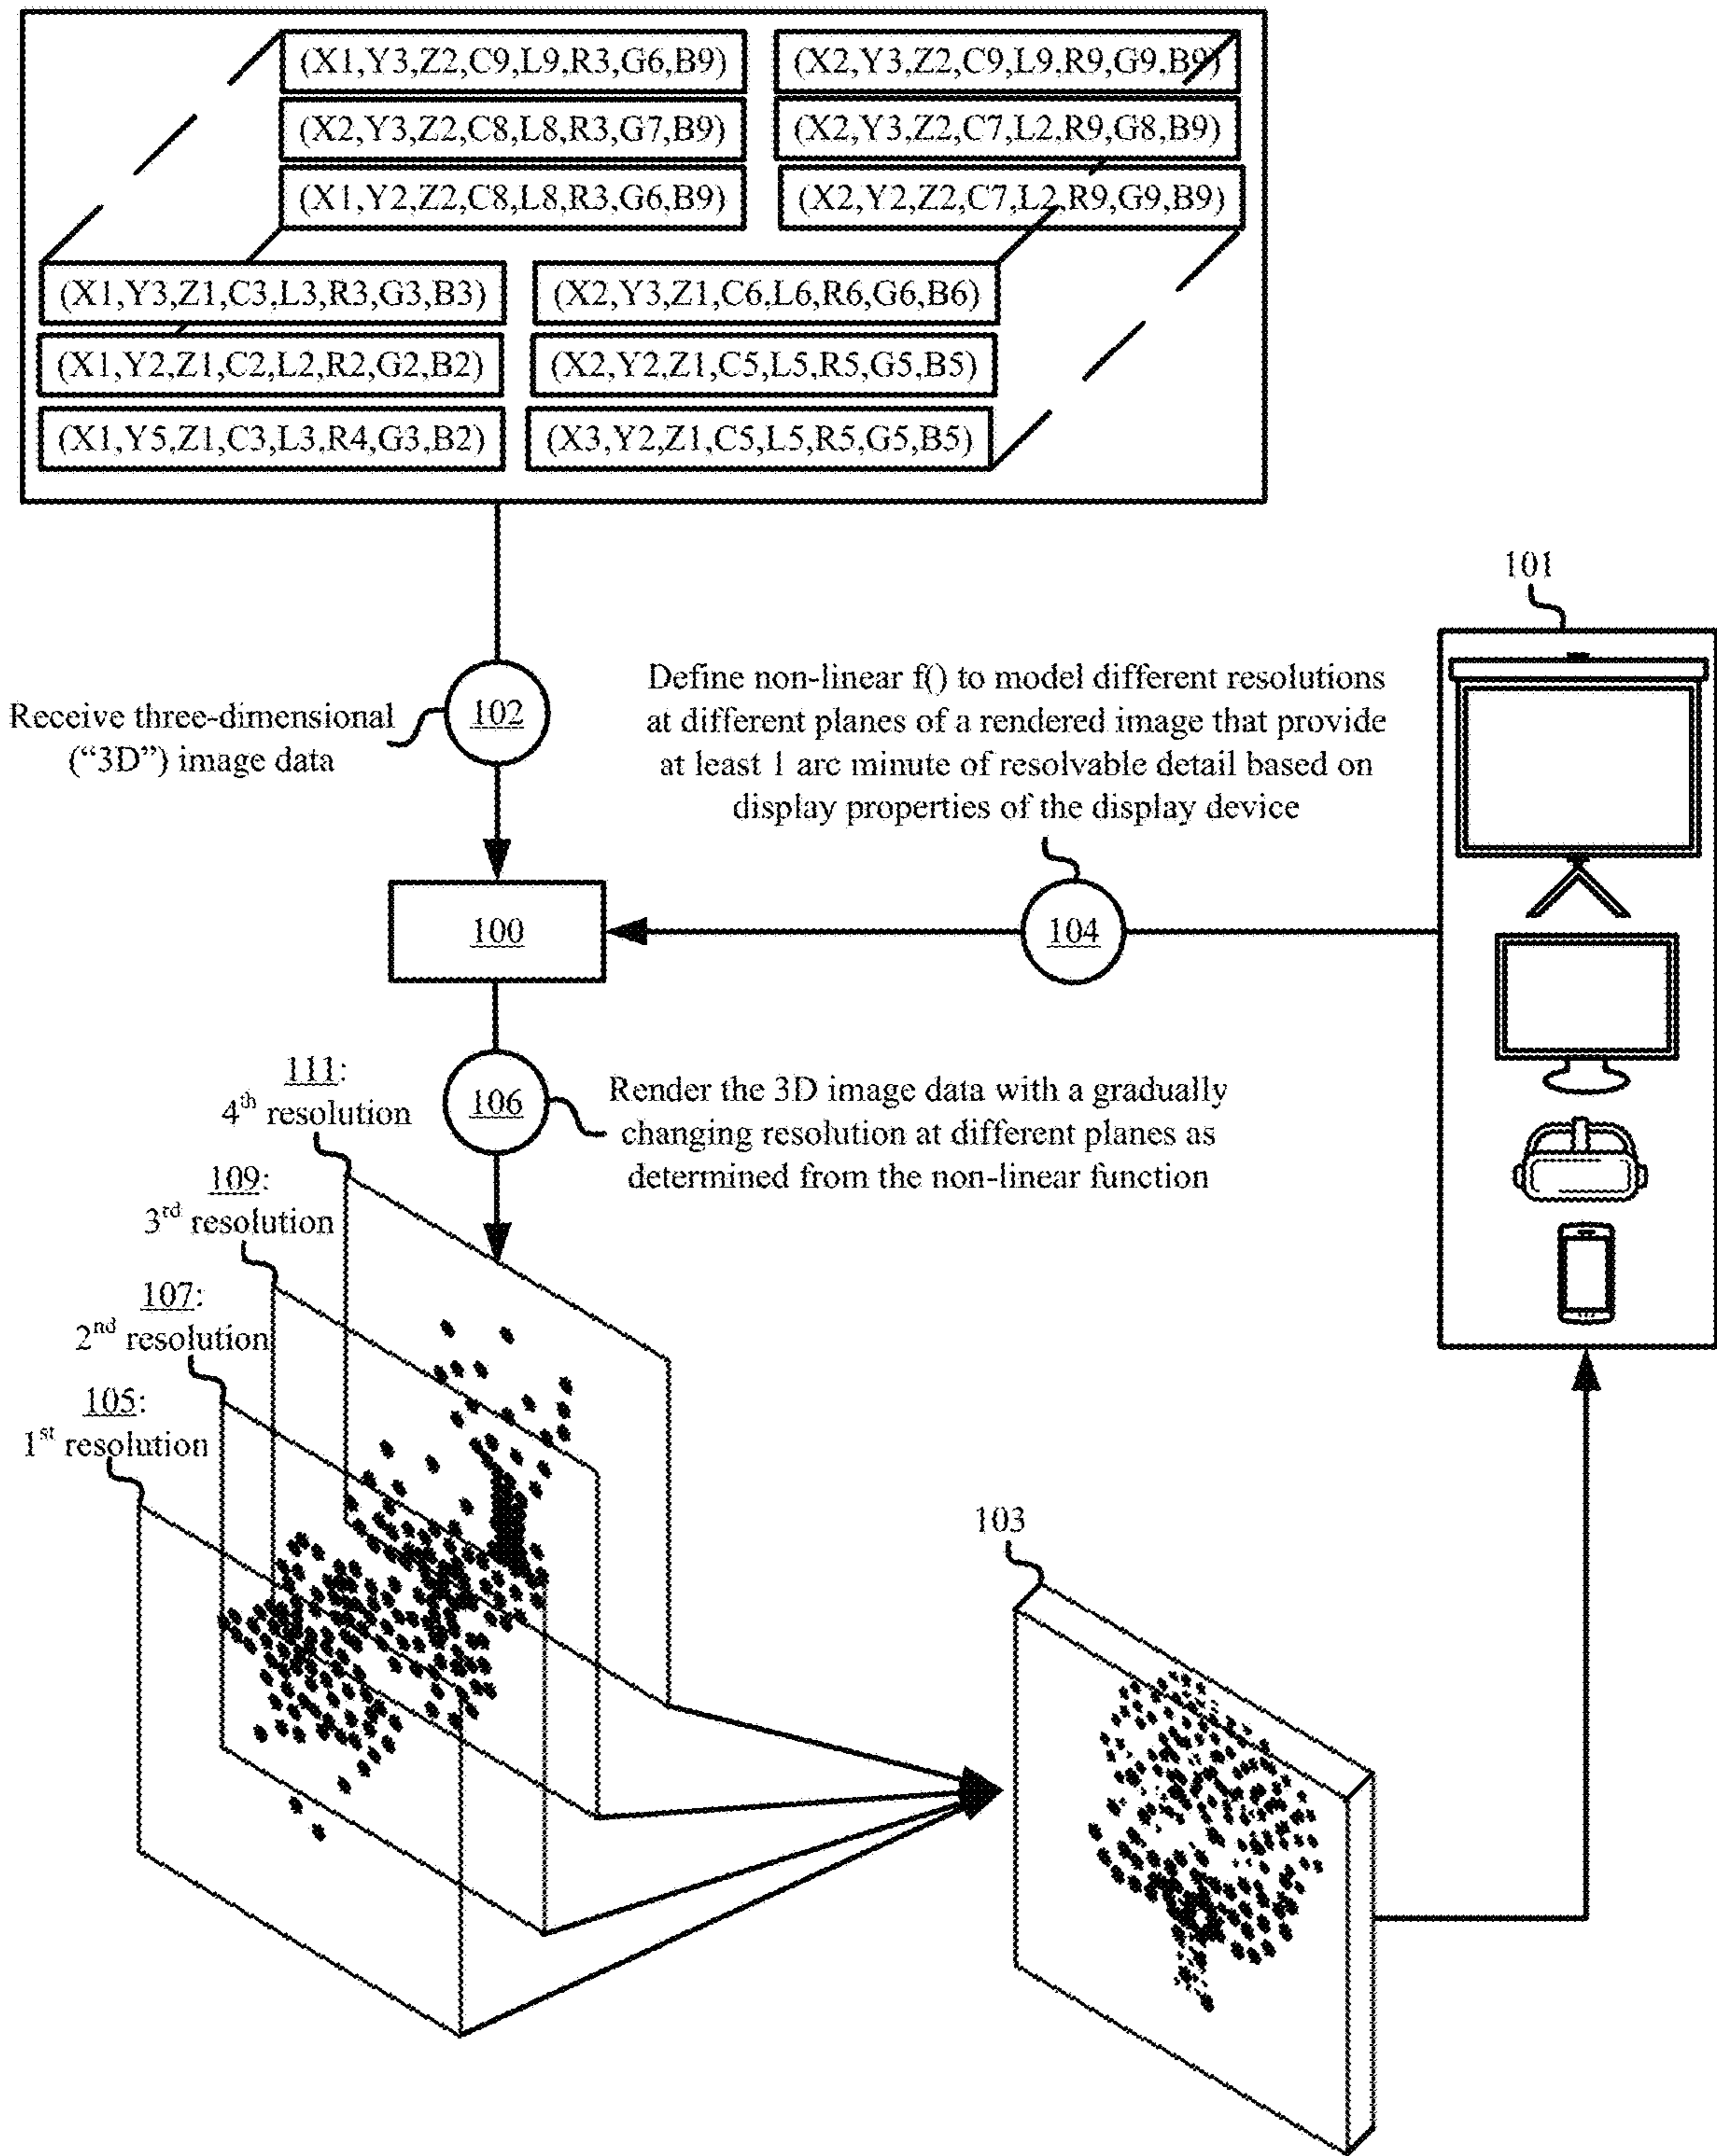 (X1,Y3,Z2,C9,L9,R3,G6,B9) (X2,Y3,Z2,C9,L9,R9,G9,B9)
(X2,Y3,Z2,C8,L8,R3,G7,B9) (X2,Y3,Z2,C7,L2,R9,G8,B9)
(X1,Y2,Z2,C8,L8,R3,G6,B9) (X2,Y2,Z2,C7,L2,R9,G9,B9)
(X1,Y3,Z1,C3,L3,R3,G3,B3) (X2,Y3,Z1,C6,L6,R6,G6,B6)
(X1,Y2,Z1,C2,L2,R2,G2,B2) (X2,Y2,Z1,C5,L5,R5,G5,B5)
(X1,Y5,Z1,C3,L3,R4,G3,B2) (X3,Y2,Z1,C5,L5,R5,G5,B5)
101
Receive three-dimensional
(“3D”) image data
102
Define non-linear f() to model different resolutions
at different planes of a rendered image that provide
at least 1 arc minute of resolvable detail based on
display properties of the display device
100
104
106
Render the 3D image data with a gradually
changing resolution at different planes as
determined from the non-linear function
111:
4th resolution
109:
3rd resolution
107:
2nd resolution
105:
1st resolution
103